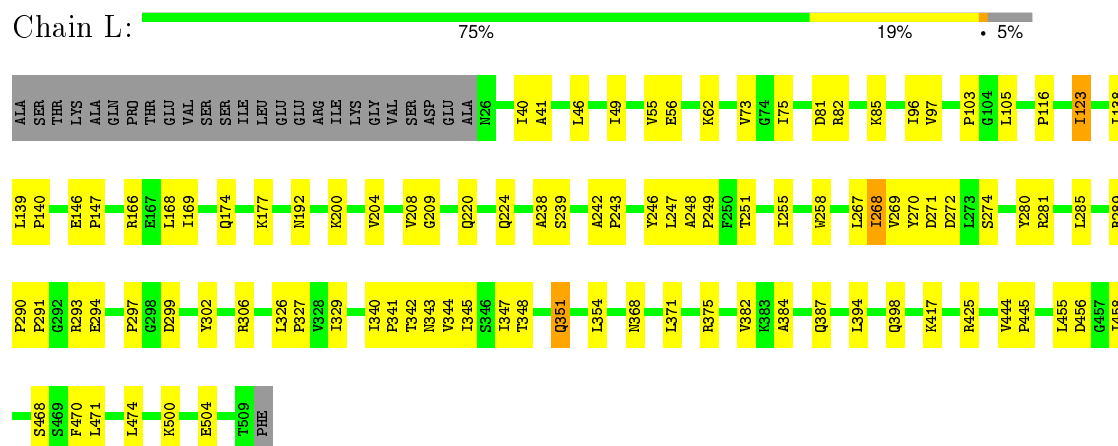 Chain L:
75% 19% • 5%
ALA SER THR LYS ALA GLN PRO THR GLU VAL SER SER ILE LEU GLU GLU ARG ILE LYS GLY VAL SER ASP GLU ALA N26 I40 A41 L46 I49 V55 E56 K62 V73 G74 I75 D81 R82 K85 I96 V97 P103 G104 L105 P116 I123
L139 P140 E146 P147 R166 E167 L168 I169 Q174 K177 N192 K200 V204 V208 G209 Q220 Q224 A238 S239 A242 P243 Y246 L247 A248 P249 F250 T251 I255 W258 L267 I268 V269 Y270 D271 D272 L273 S274 Y280 R281 L285
P290 P291 G292 R293 E294 P297 G298 D299 Y302 R306 L326 P327 V328 I329 I340 P341 T342 N343 V344 I345 S346 I347 T348 Q351 L354 N368 L371 R375 V382 K383 A384 Q387 L394 Q398 K417 R425 V444 P445 L455 D456 G457
S468 S469 F470 L471 L474 K500 E504 T509 PHE